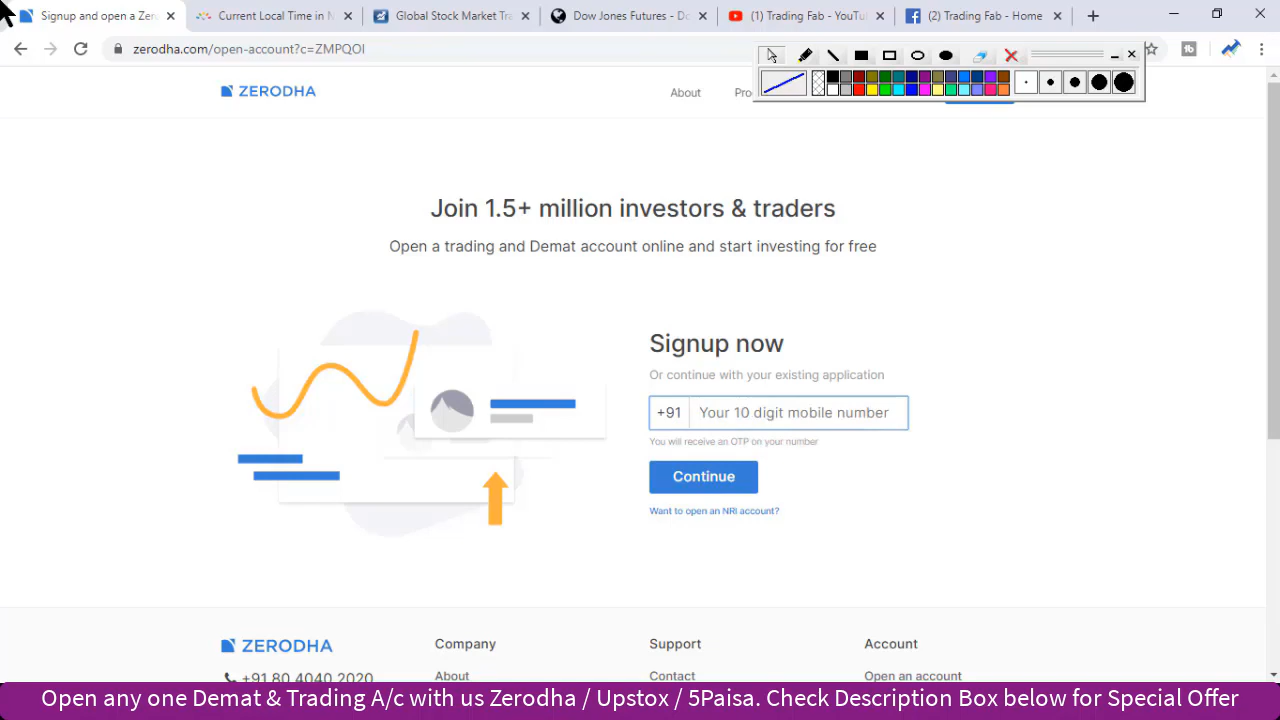 Signup and open a Zero
Current Local Time in N
Global Stock Market Tra
Dow Jones Futures - Do
(1) Trading Fab - YouTu
(2) Trading Fab - Home
zerodha.com/open-account?c=ZMPQOI
ZERODHA
About
Pro
Join 1.5+ million investors & traders
Open a trading and Demat account online and start investing for free
Signup now
Or continue with your existing application
+91 Your 10 digit mobile number
You will receive an OTP on your number
Continue
Want to open an NRI account?
ZERODHA
Company
Support
Account
+91 80 4040 2020
About
Contact
Open an account
Open any one Demat & Trading A/c with us Zerodha / Upstox / 5Paisa. Check Description Box below for Special Offer